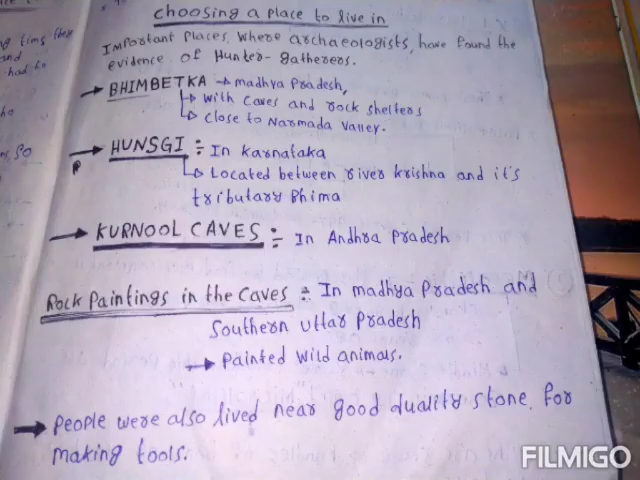 Choosing a Place to live in
Important Places, where archaeologists, have found the
evidence of Hunter-gatherers.
→ BHIMBETKA → madhya Pradesh,
↳ with Caves and rock shelters
↳ Close to Narmada Valley.
→ HUNSGI ÷ In Karnataka
↳ Located between river krishna and it's
tributary Bhima
→ KURNOOL CAVES ÷ In Andhra Pradesh
Rock Paintings in the Caves ÷ In madhya Pradesh and
Southern Uttar Pradesh
→ Painted wild animals.
→ People were also lived near good quality stone, For
making tools.
FILMIGO